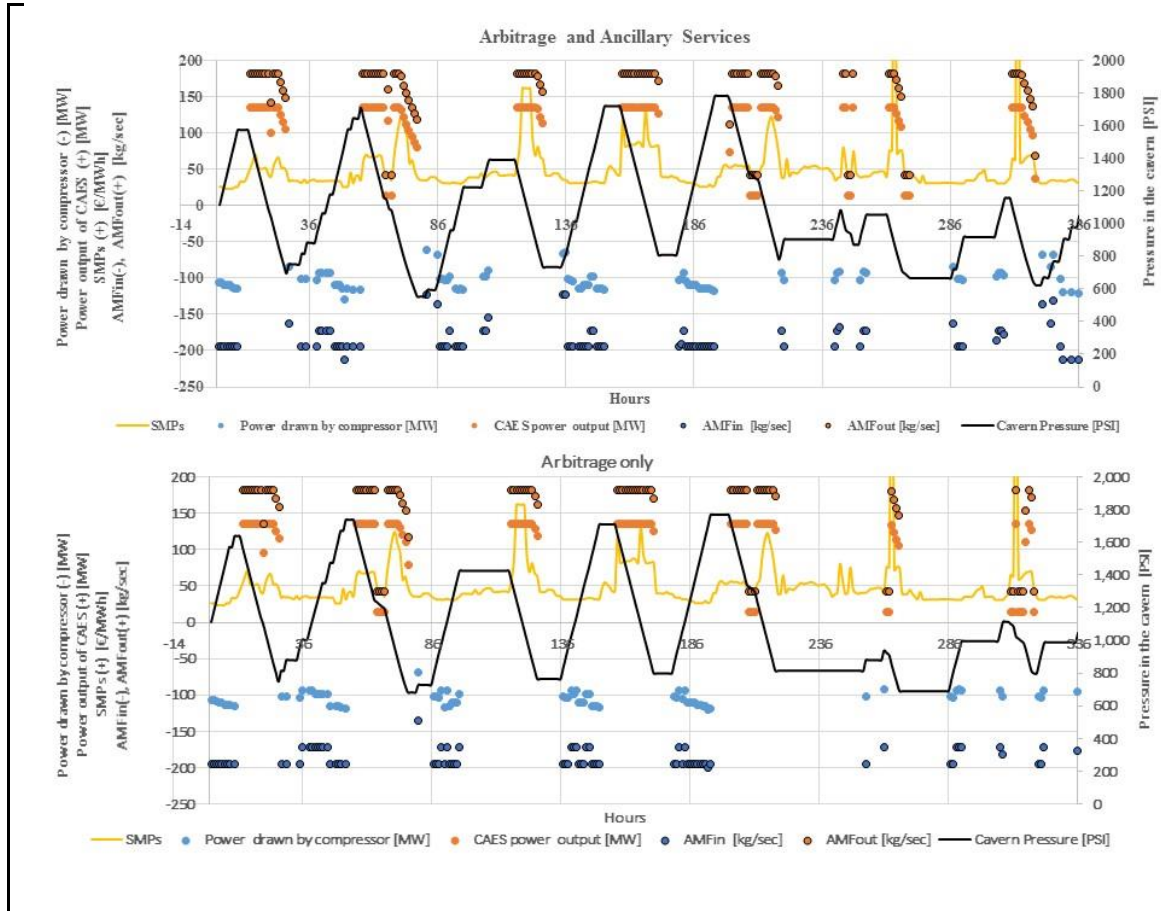 Arbitrage and Ancillary Services
Power drawn by compressor (-) [MW]
Power output of CAES (+) [MW]
SMPs (+) [€/MWh]
AMFin(-), AMFout(+) [kg/sec]
200
150
100
50
0
-50
-100
-150
-200
-250
-14
36
86
136
186
236
286
336
2000
1800
1600
1400
1200
1000
800
600
400
200
0
Pressure in the cavern [PSI]
Hours
SMPs
Power drawn by compressor [MW]
CAES power output [MW]
AMFin [kg/sec]
AMFout [kg/sec]
Cavern Pressure [PSI]
Arbitrage only
Power drawn by compressor (-) [MW]
Power output of CAES (+) [MW]
SMPs (+) [€/MWh]
AMFin(-), AMFout(+) [kg/sec]
200
150
100
50
0
-50
-100
-150
-200
-250
-14
36
86
136
186
236
286
336
2,000
1,800
1,600
1,400
1,200
1,000
800
600
400
200
0
Pressure in the cavern [PSI]
Hours
SMPs
Power drawn by compressor [MW]
CAES power output [MW]
AMFin [kg/sec]
AMFout [kg/sec]
Cavern Pressure [PSI]